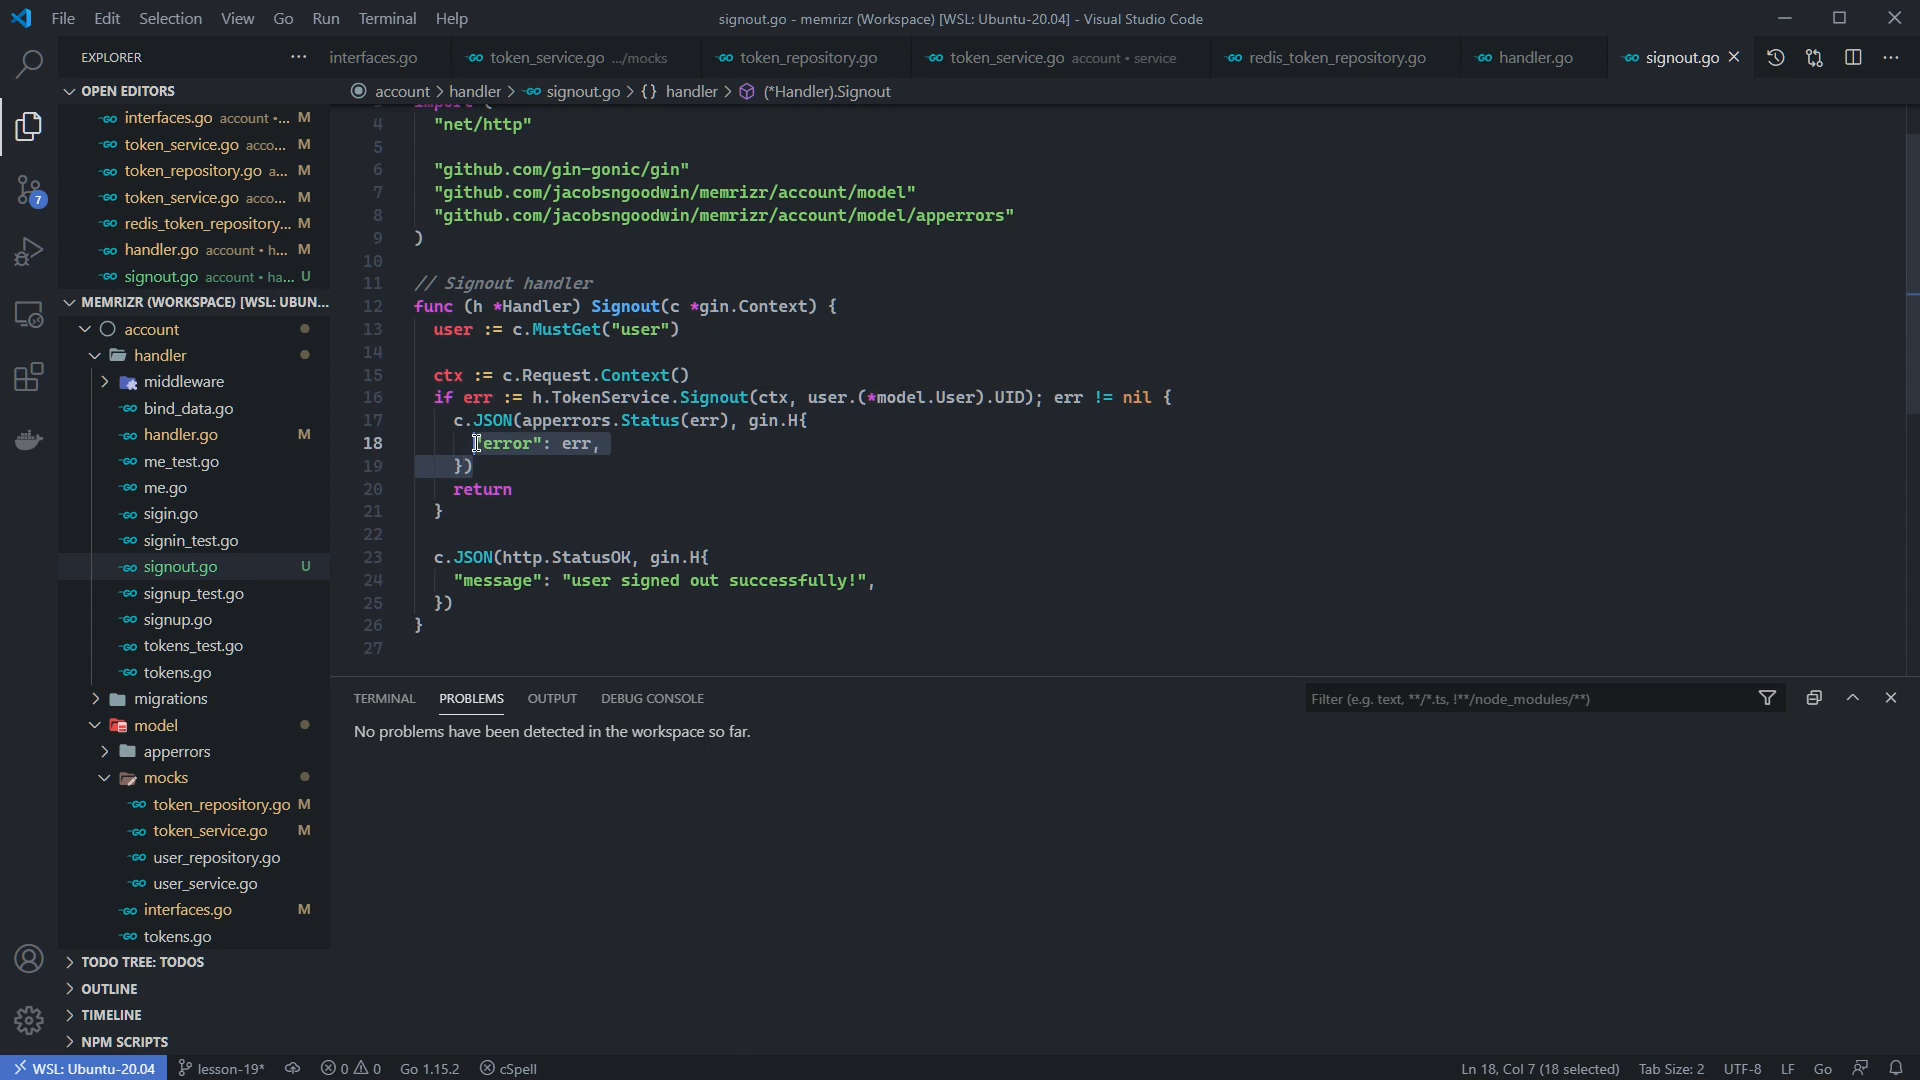 File Edit Selection View Go Run Terminal Help
signout.go - memrizr (Workspace) [WSL: Ubuntu-20.04] - Visual Studio Code
EXPLORER
interfaces.go
token_service.go .../mocks
token_repository.go
token_service.go account • service
redis_token_repository.go
handler.go
signout.go
OPEN EDITORS
interfaces.go account •... M
token_service.go acco... M
token_repository.go a... M
token_service.go acco... M
redis_token_repository... M
handler.go account • h... M
signout.go account • ha... U
MEMRIZR (WORKSPACE) [WSL: UBUN...
account
handler
middleware
bind_data.go
handler.go M
me_test.go
me.go
sigin.go
signin_test.go
signout.go U
signup_test.go
signup.go
tokens_test.go
tokens.go
migrations
model
apperrors
mocks
token_repository.go M
token_service.go M
user_repository.go
user_service.go
interfaces.go M
tokens.go
TODO TREE: TODOS
OUTLINE
TIMELINE
NPM SCRIPTS
7
account > handler > signout.go > {} handler > (*Handler).Signout
import (
4 "net/http"
5
6 "github.com/gin-gonic/gin"
7 "github.com/jacobsngoodwin/memrizr/account/model"
8 "github.com/jacobsngoodwin/memrizr/account/model/apperrors"
9 )
10
11 // Signout handler
12 func (h *Handler) Signout(c *gin.Context) {
13 user := c.MustGet("user")
14
15 ctx := c.Request.Context()
16 if err := h.TokenService.Signout(ctx, user.(*model.User).UID); err != nil {
17 c.JSON(apperrors.Status(err), gin.H{
18 "error": err,
19 })
20 return
21 }
22
23 c.JSON(http.StatusOK, gin.H{
24 "message": "user signed out successfully!",
25 })
26 }
27
TERMINAL PROBLEMS OUTPUT DEBUG CONSOLE
Filter (e.g. text, **/*.ts, !**/node_modules/**)
No problems have been detected in the workspace so far.
WSL: Ubuntu-20.04 lesson-19* 0 0 Go 1.15.2 cSpell
Ln 18, Col 7 (18 selected) Tab Size: 2 UTF-8 LF Go